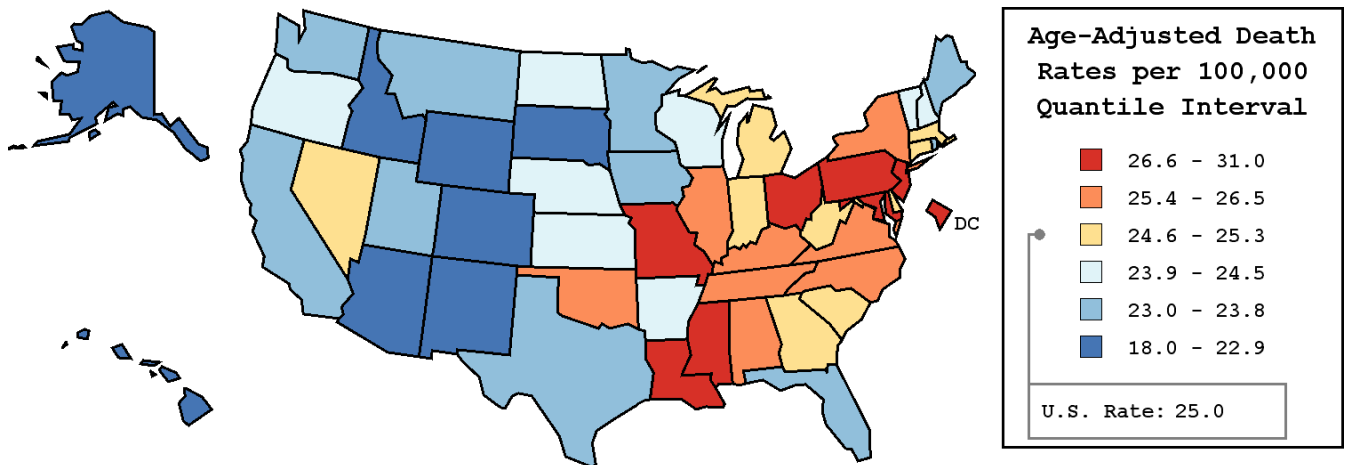 Age-Adjusted Death
Rates per 100,000
Quantile Interval
26.6 - 31.0
25.4 - 26.5
24.6 - 25.3
23.9 - 24.5
23.0 - 23.8
18.0 - 22.9
U.S. Rate: 25.0
DC